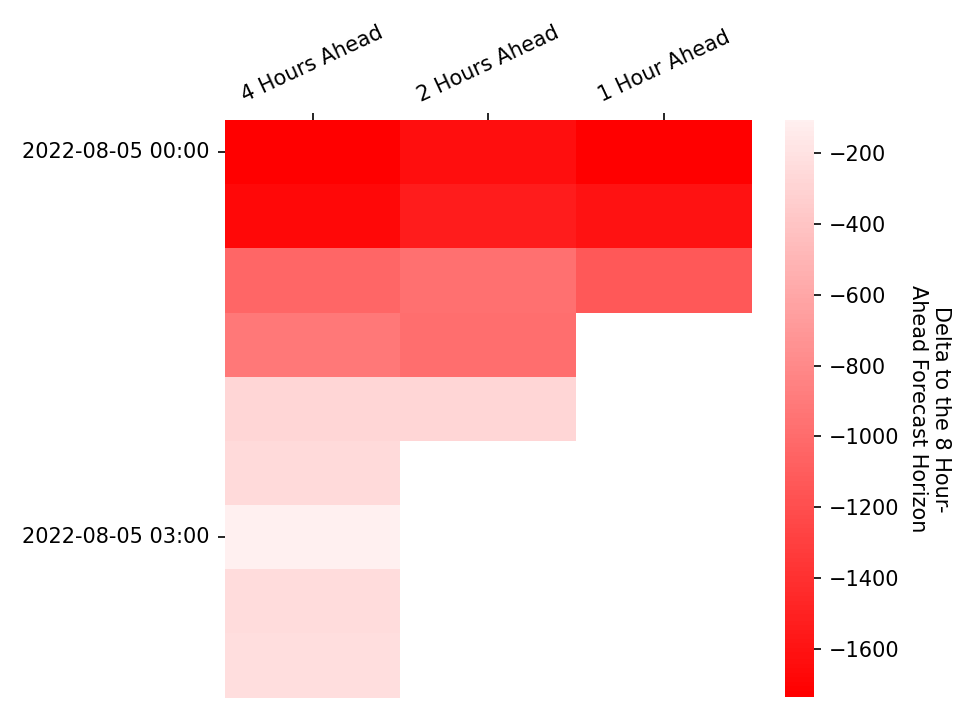 4 Hours Ahead
2 Hours Ahead
1 Hour Ahead
2022-08-05 00:00
2022-08-05 03:00
−200
−400
−600
−800
−1000
−1200
−1400
−1600
Delta to the 8 Hour-
Ahead Forecast Horizon